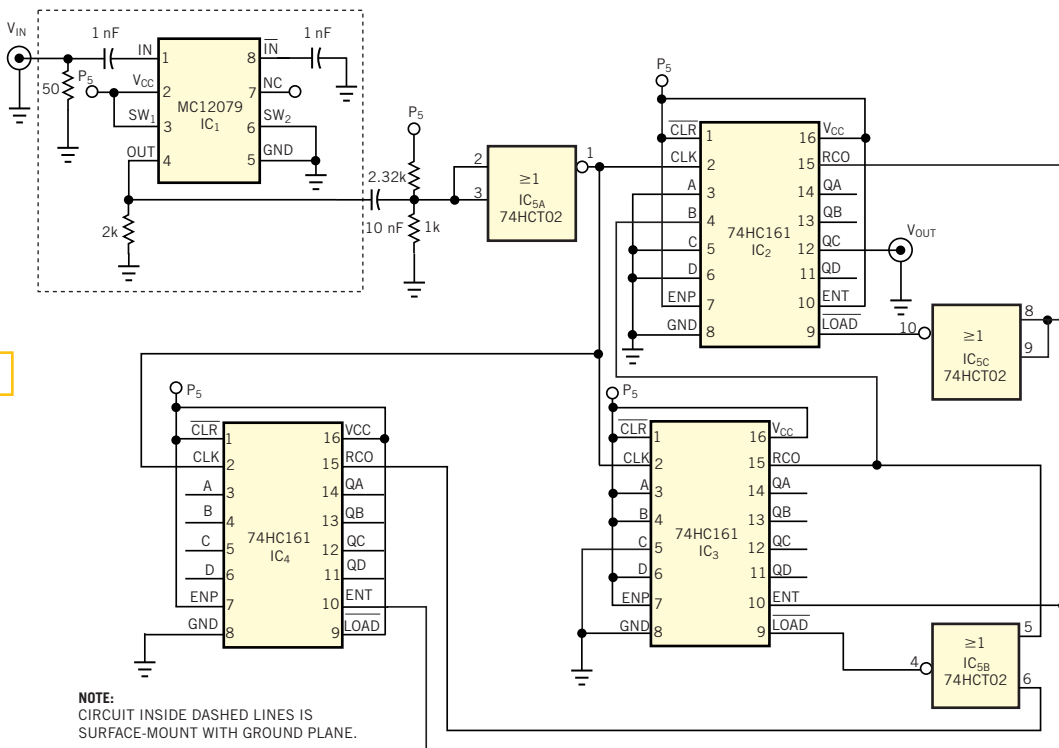 VIN
1 nF
1 nF
IN
1
8
IN
50
P5
VCC
2
7
NC
MC12079
IC1
SW1
3
6
SW2
OUT
4
5
GND
2k
10 nF
P5
2.32k
1k
2
3
1
≥1
IC5A
74HCT02
P5
CLR
1
16
VCC
CLK
2
15
RCO
A
3
14
QA
B
4
13
QB
74HC161
IC2
C
5
12
QC
VOUT
D
6
11
QD
ENP
7
10
ENT
GND
8
9
LOAD
10
8
9
≥1
IC5C
74HCT02
P5
CLR
1
16
VCC
CLK
2
15
RCO
A
3
14
QA
B
4
13
QB
74HC161
IC4
C
5
12
QC
D
6
11
QD
ENP
7
10
ENT
GND
8
9
LOAD
P5
CLR
1
16
VCC
CLK
2
15
RCO
A
3
14
QA
B
4
13
QB
74HC161
IC3
C
5
12
QC
D
6
11
QD
ENP
7
10
ENT
GND
8
9
LOAD
4
5
6
≥1
IC5B
74HCT02
NOTE:
CIRCUIT INSIDE DASHED LINES IS
SURFACE-MOUNT WITH GROUND PLANE.